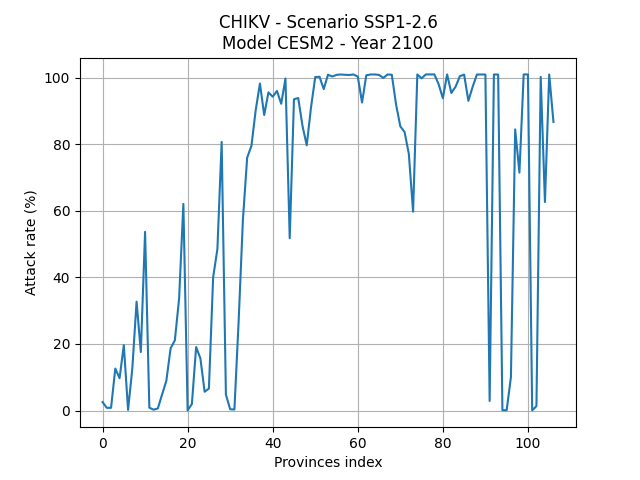 CHIKV - Scenario SSP1-2.6
Model CESM2 - Year 2100
Attack rate (%)
100
80
60
40
20
0
0 20 40 60 80 100
Provinces index